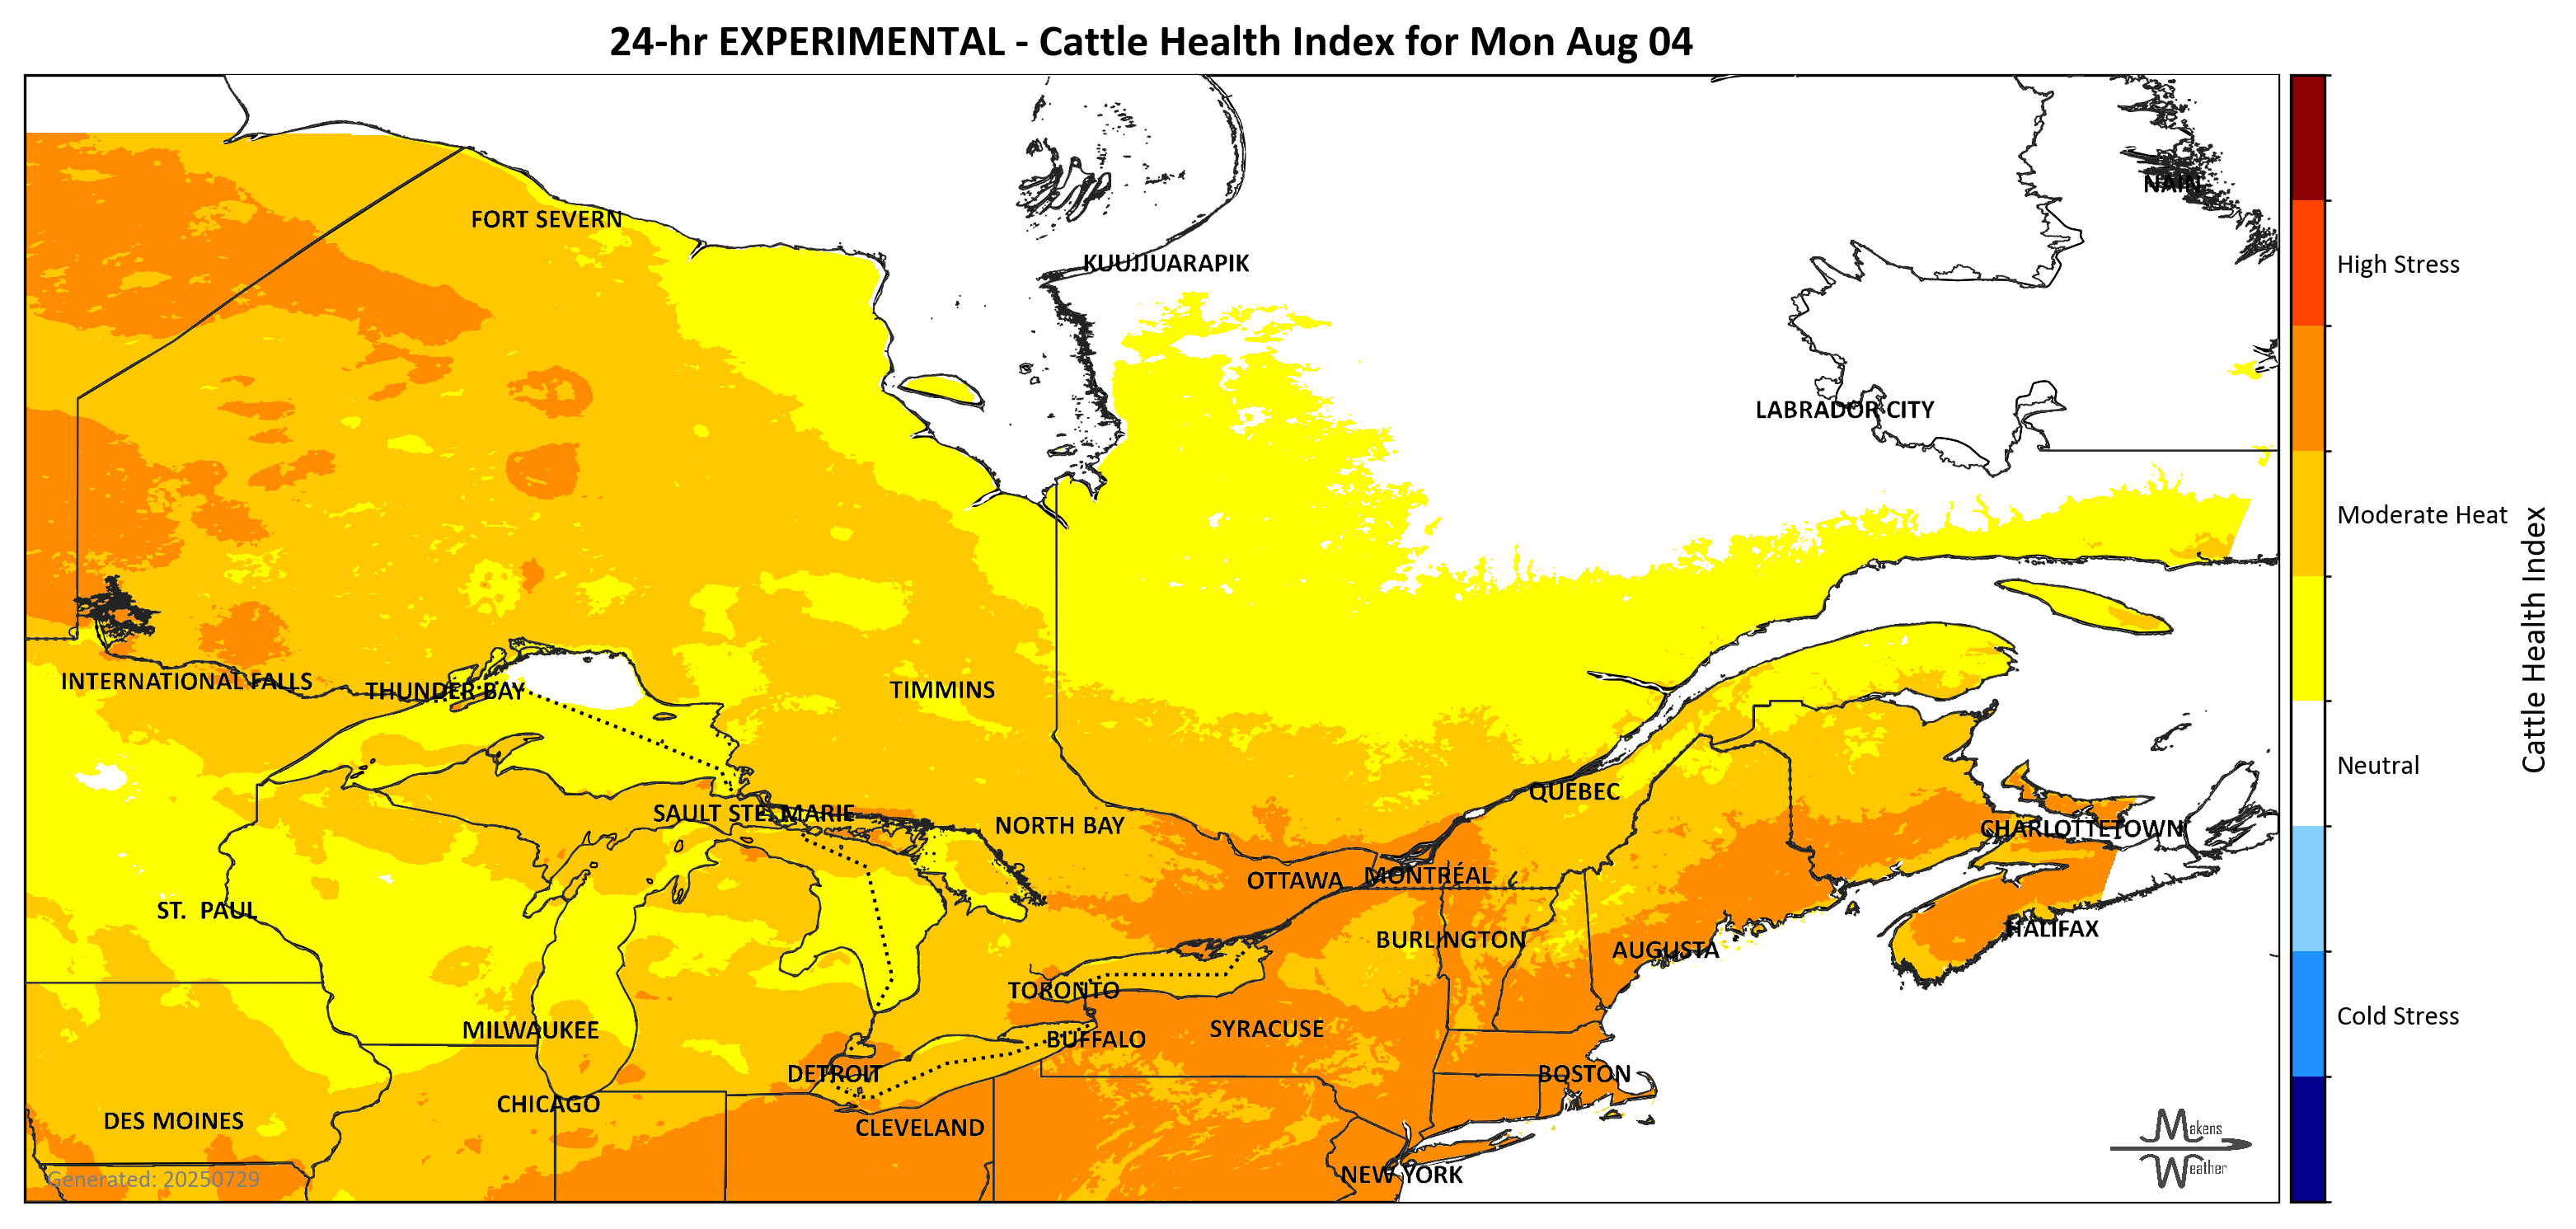 24-hr EXPERIMENTAL - Cattle Health Index for Mon Aug 04
NAIN
FORT SEVERN
KUUJJUARAPIK
High Stress
LABRADOR CITY
Moderate Heat
Cattle Health Index
INTERNATIONAL FALLS
THUNDER BAY
TIMMINS
Neutral
QUEBEC
SAULT STE. MARIE
NORTH BAY
CHARLOTTETOWN
OTTAWA
MONTRÉAL
ST. PAUL
HALIFAX
BURLINGTON
AUGUSTA
TORONTO
MILWAUKEE
SYRACUSE
BUFFALO
Cold Stress
DETROIT
BOSTON
CHICAGO
DES MOINES
CLEVELAND
Makens
Weather
NEW YORK
Generated: 20250729